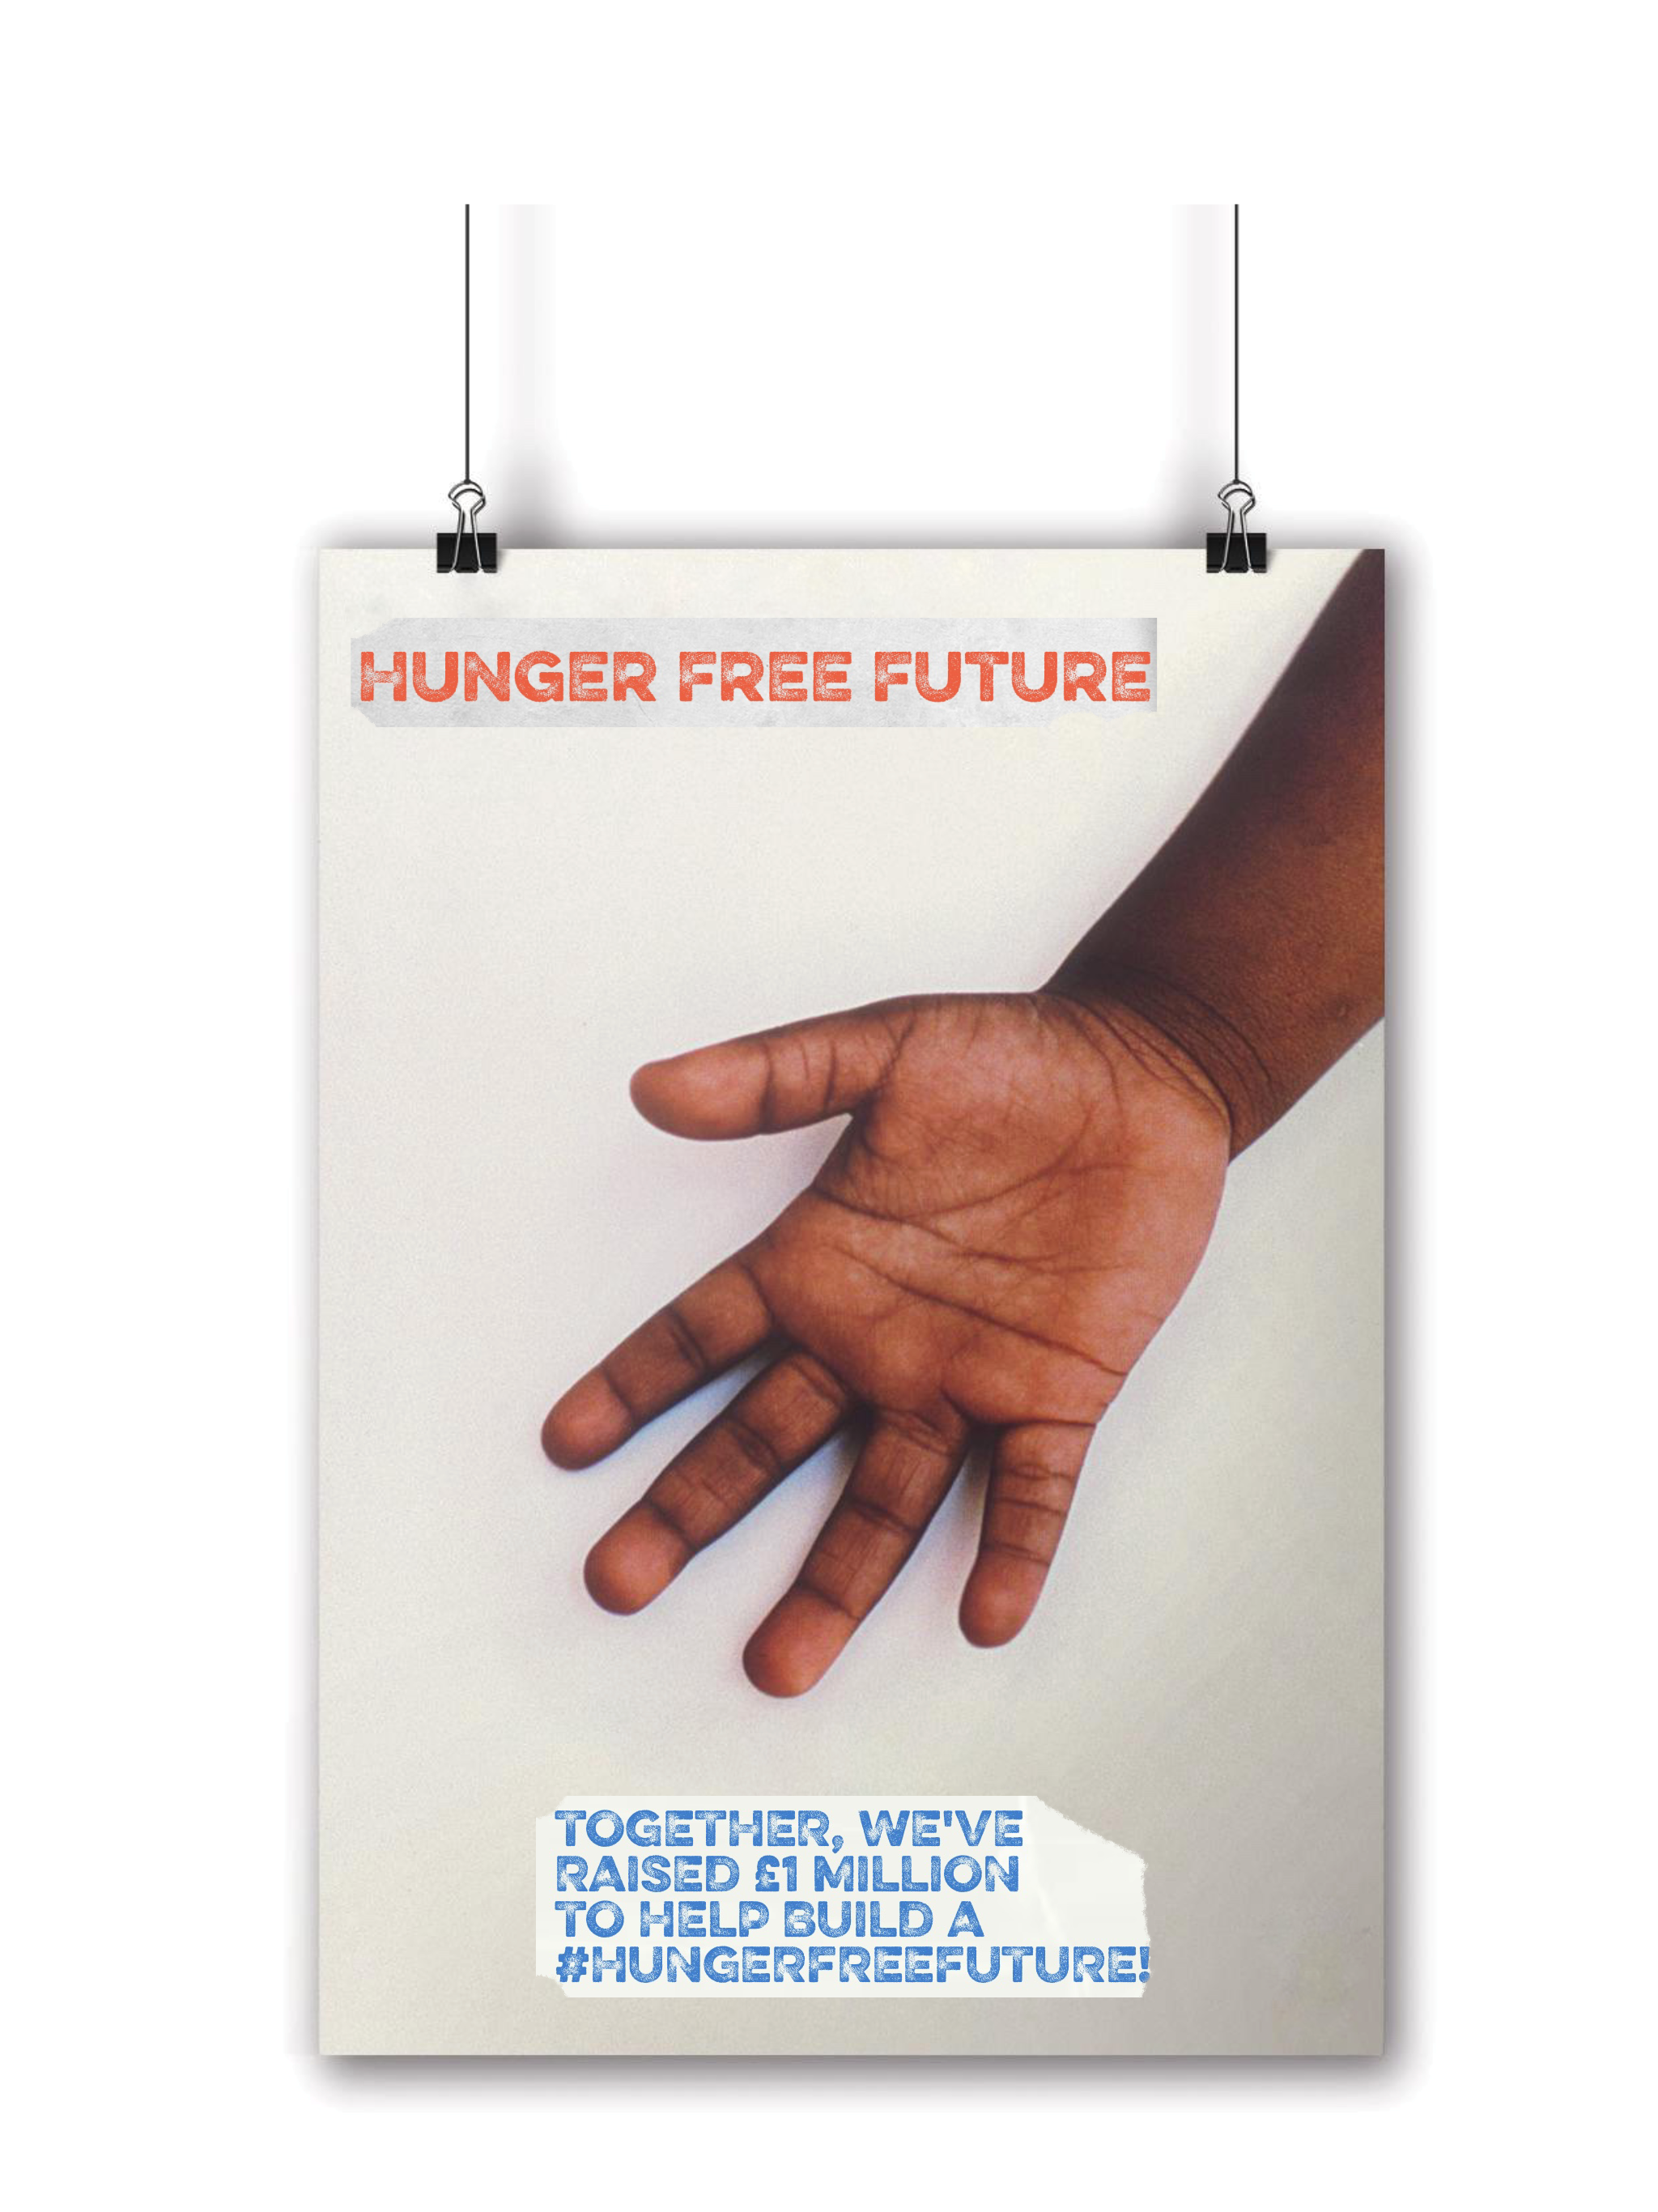 HUNGER FREE FUTURE
TOGETHER, WE'VE
RAISED £1 MILLION
TO HELP BUILD A
#HUNGERFREEFUTURE!